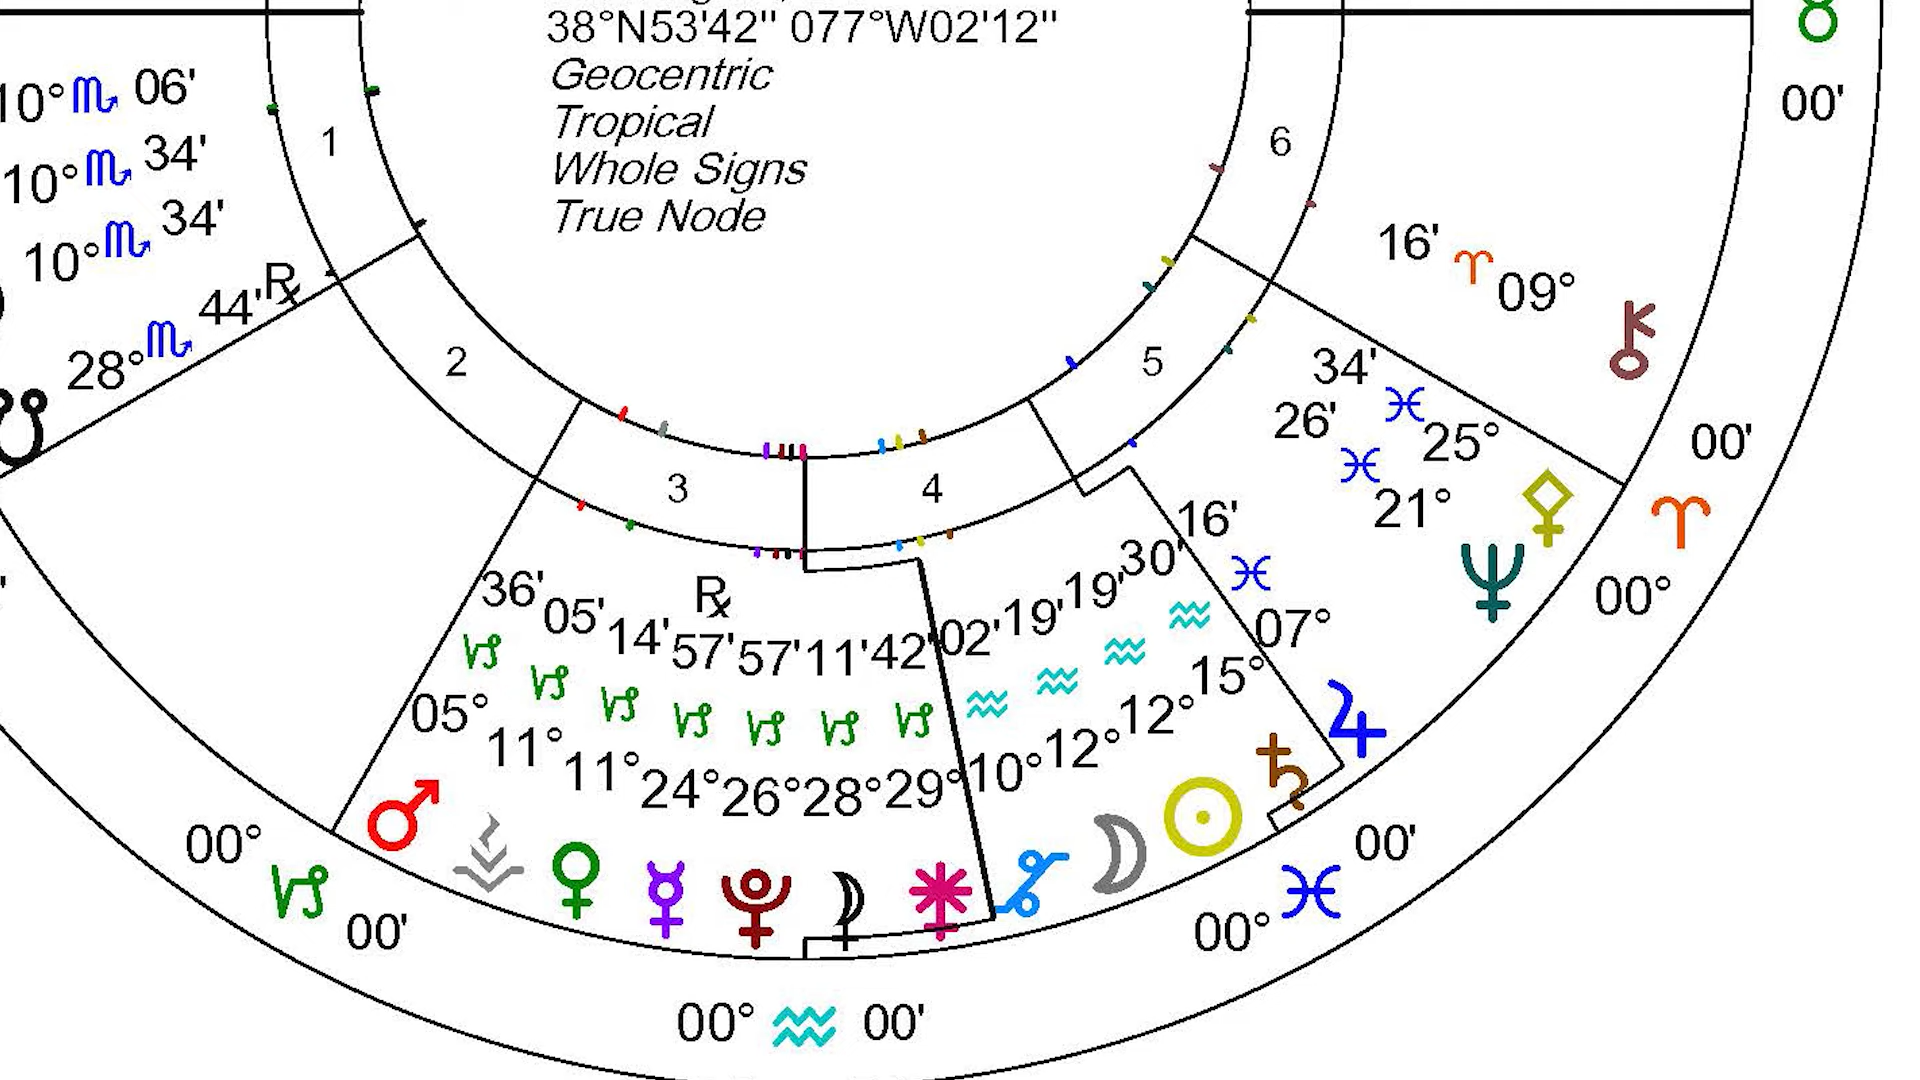 38°N53'42" 077°W02'12"
Geocentric
Tropical
Whole Signs
True Node
♉
00'
10°♏ 06'
10°♏ 34'
10°♏ 34'
28°♏ 44'℞
1
2
3
4
5
6
16' ♈ 09°
34' ♓ 25°
26' ♓ 21°
16' ♓ 07°
30' ♒ 15°
19' ♒ 12°
19' ♒ 12°
02' ♒ 10°
42' ♑ 29°
11' ♑ 28°
57' ♑ 26°
℞ 57' ♑ 24°
14' ♑ 11°
05' ♑ 11°
36' ♑ 05°
00' ♈ 00°
00° ♑ 00'
00° ♒ 00'
00° ♓ 00'